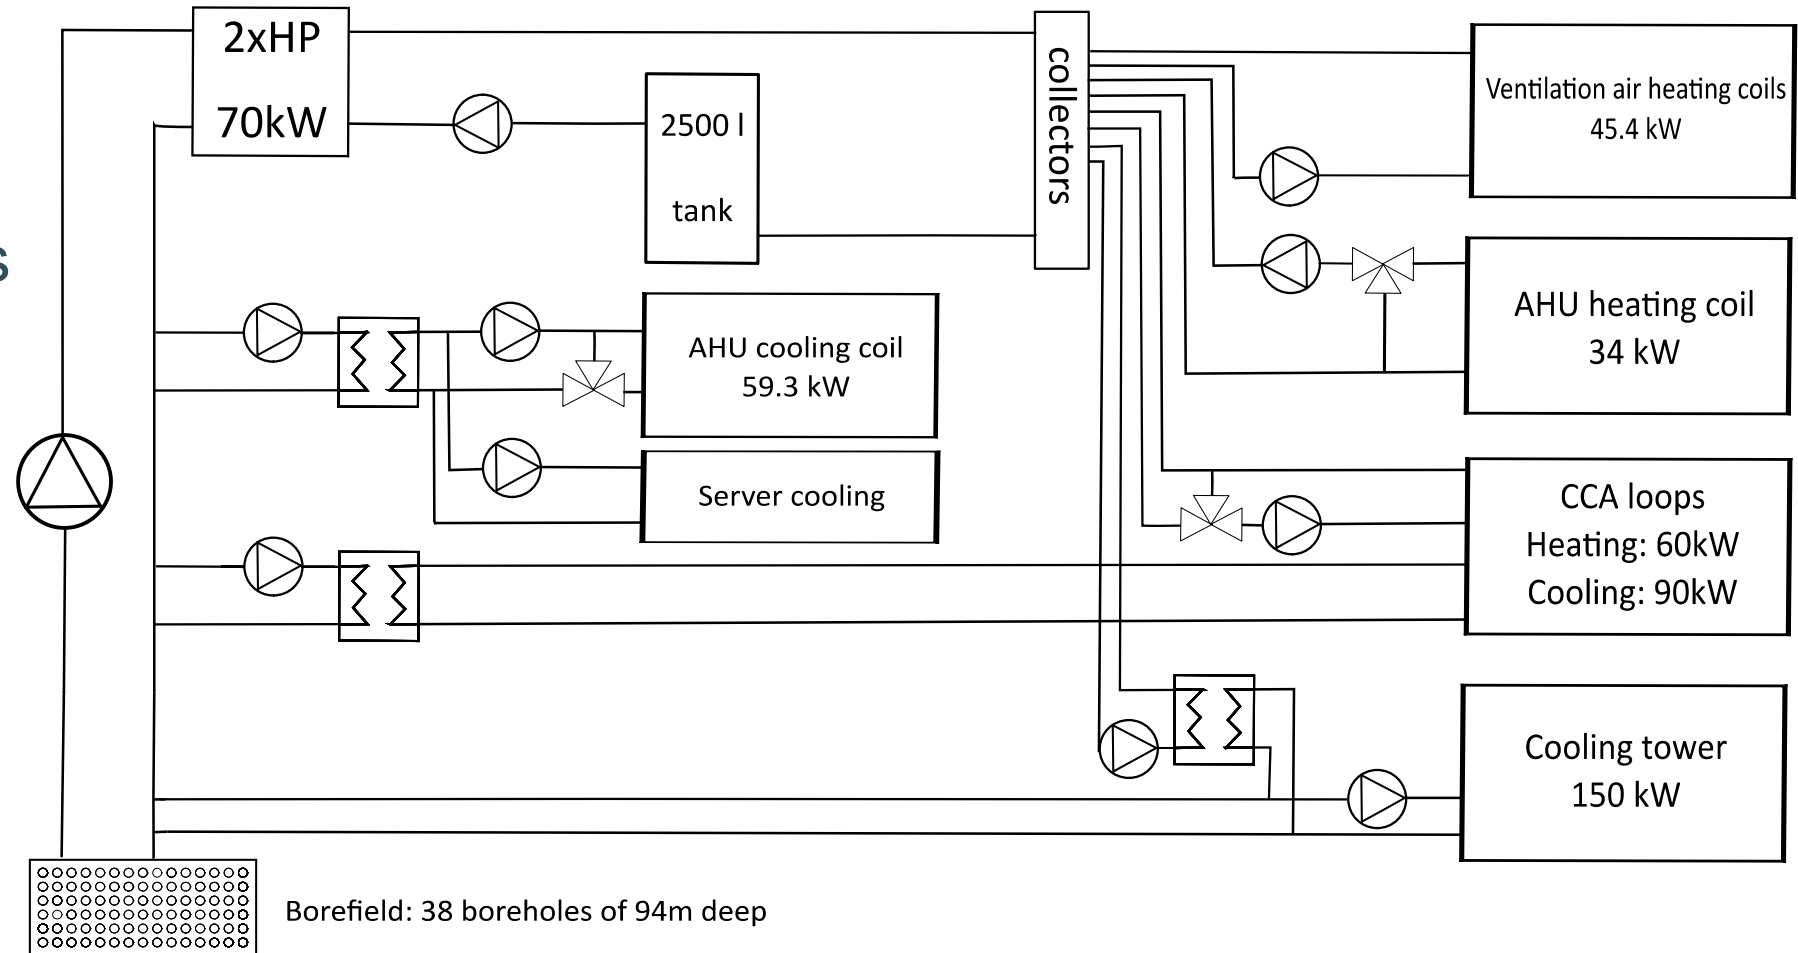 2xHP
70kW
2500 l
tank
collectors
Ventilation air heating coils
45.4 kW
s
AHU heating coil
34 kW
AHU cooling coil
59.3 kW
Server cooling
CCA loops
Heating: 60kW
Cooling: 90kW
Cooling tower
150 kW
Borefield: 38 boreholes of 94m deep